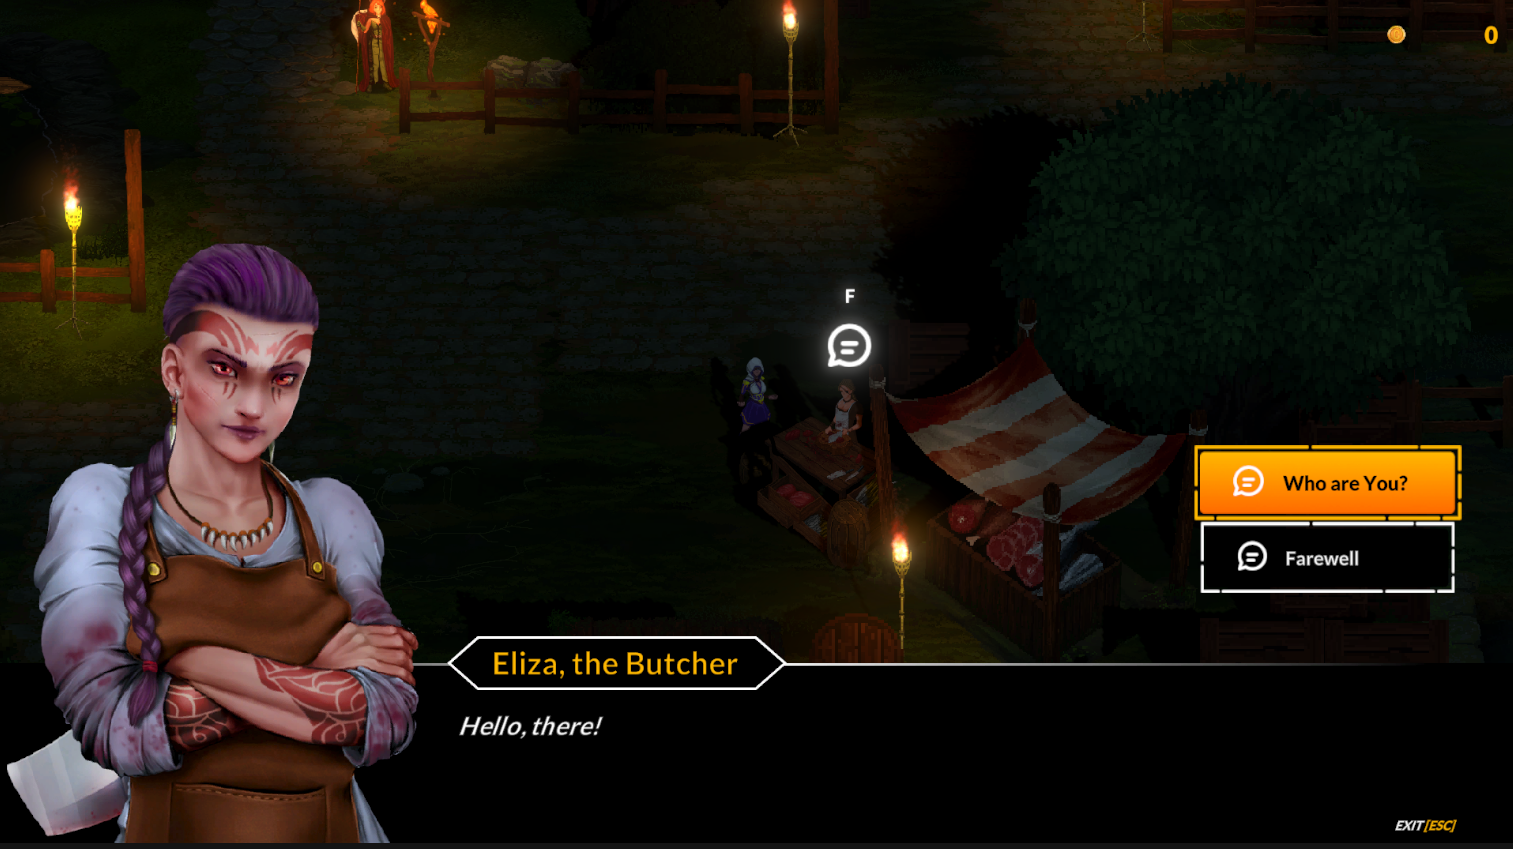 0
F
Who are You?
Farewell
Eliza, the Butcher
Hello, there!
EXIT[ESC]